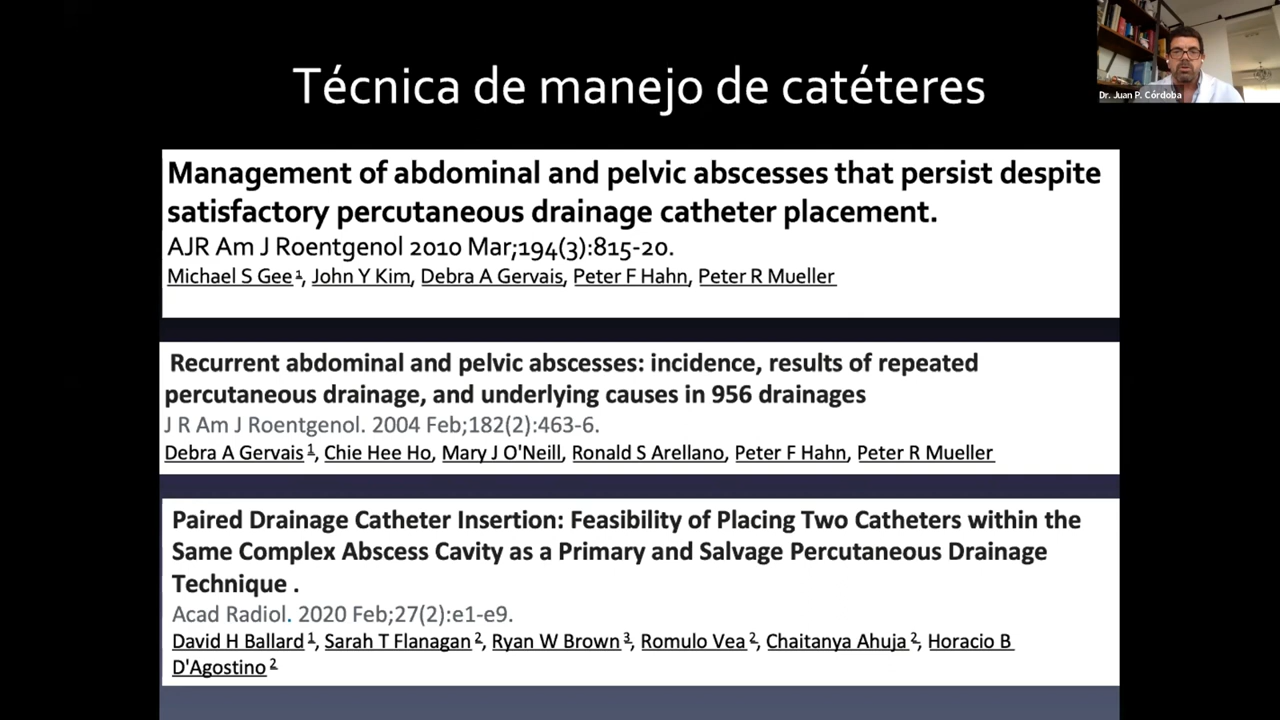 Técnica de manejo de catéteres
Dr. Juan P. Córdoba
Management of abdominal and pelvic abscesses that persist despite
satisfactory percutaneous drainage catheter placement.
AJR Am J Roentgenol 2010 Mar;194(3):815-20.
Michael S Gee 1, John Y Kim, Debra A Gervais, Peter F Hahn, Peter R Mueller
Recurrent abdominal and pelvic abscesses: incidence, results of repeated
percutaneous drainage, and underlying causes in 956 drainages
J R Am J Roentgenol. 2004 Feb;182(2):463-6.
Debra A Gervais 1, Chie Hee Ho, Mary J O'Neill, Ronald S Arellano, Peter F Hahn, Peter R Mueller
Paired Drainage Catheter Insertion: Feasibility of Placing Two Catheters within the
Same Complex Abscess Cavity as a Primary and Salvage Percutaneous Drainage
Technique .
Acad Radiol. 2020 Feb;27(2):e1-e9.
David H Ballard 1, Sarah T Flanagan 2, Ryan W Brown 3, Romulo Vea 2, Chaitanya Ahuja 2, Horacio B
D'Agostino 2